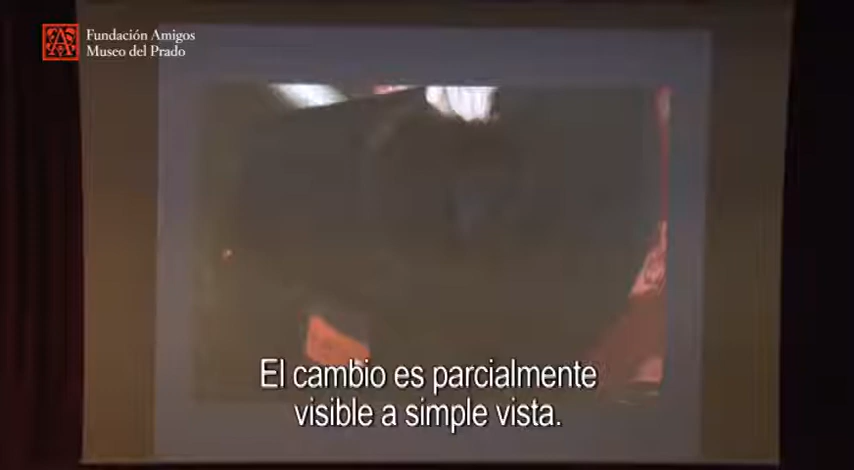 Fundación Amigos
Museo del Prado
El cambio es parcialmente
visible a simple vista.